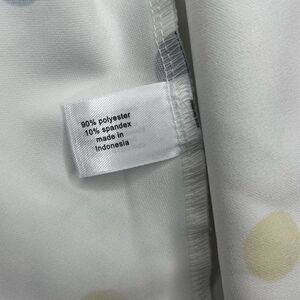 90% polyester
10% spandex
made in
Indonesia